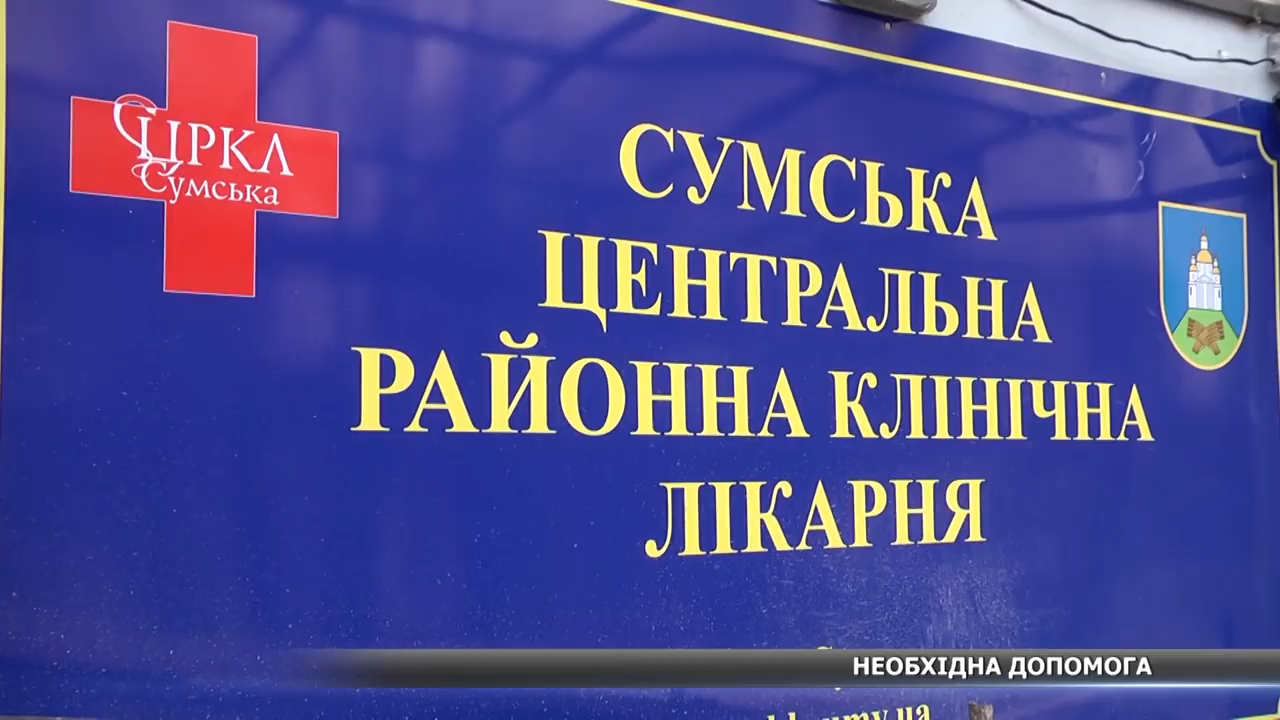 СЦРКЛ
Сумська
СУМСЬКА
ЦЕНТРАЛЬНА
РАЙОННА КЛІНІЧНА
ЛІКАРНЯ
НЕОБХІДНА ДОПОМОГА